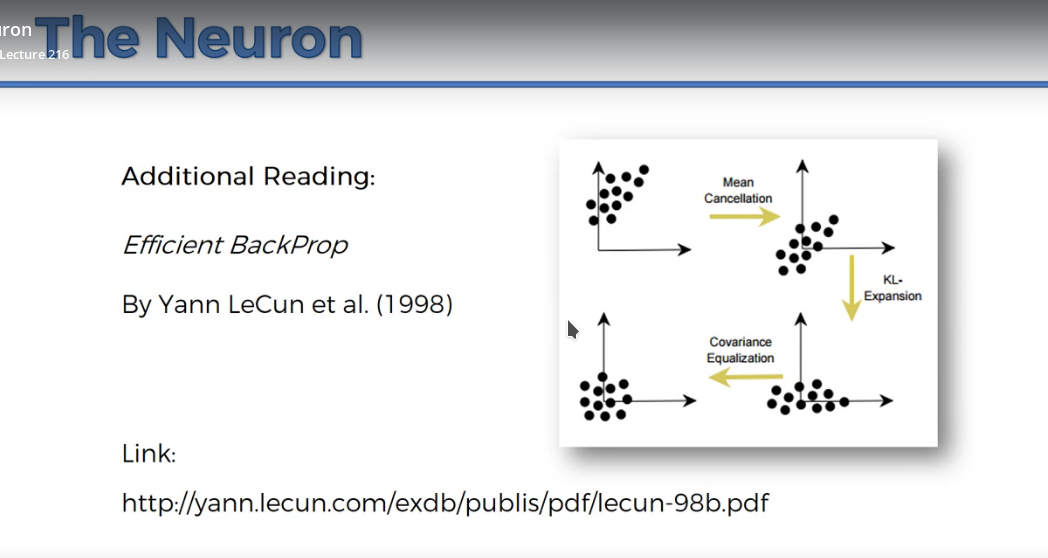 The Neuron
uron
Lecture 216
Additional Reading:
Efficient BackProp
By Yann LeCun et al. (1998)
Mean
Cancellation
KL-
Expansion
Covariance
Equalization
Link:
http://yann.lecun.com/exdb/publis/pdf/lecun-98b.pdf